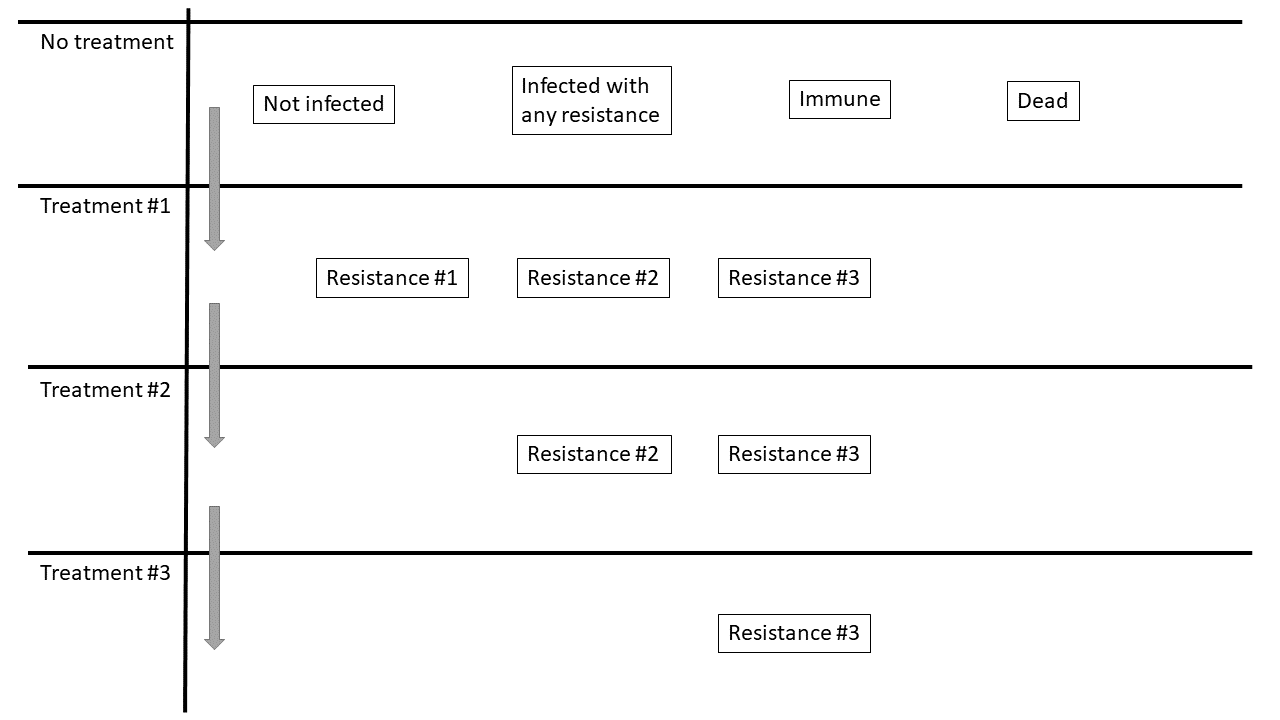 No treatment
Not infected
Infected with
any resistance
Immune
Dead
Treatment #1
Resistance #1
Resistance #2
Resistance #3
Treatment #2
Resistance #2
Resistance #3
Treatment #3
Resistance #3